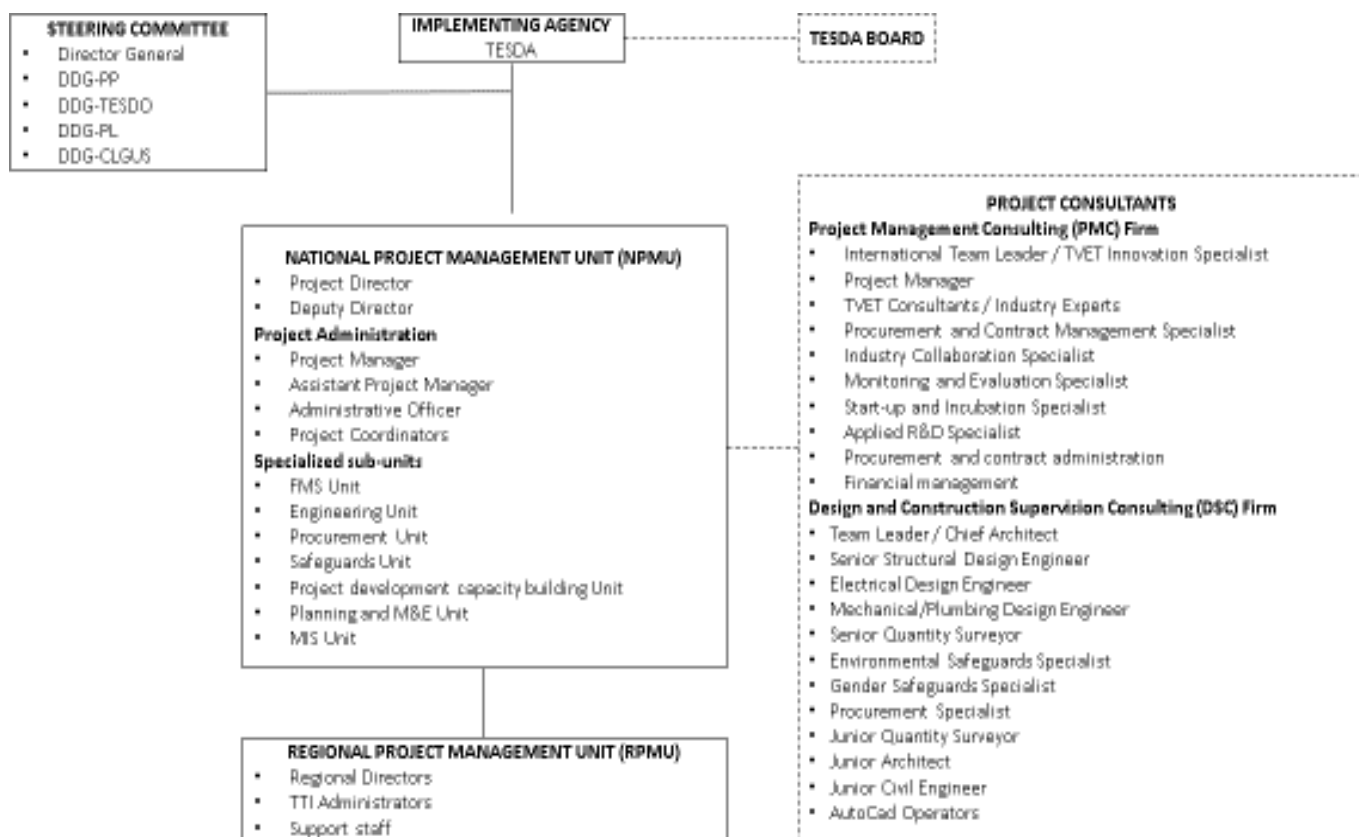 STEERING COMMITTEE
• Director General
• DDG-PP
• DDG-TESDO
• DDG-PL
• DDG-CLGUS
IMPLEMENTING AGENCY
TESDA
TESDA BOARD
NATIONAL PROJECT MANAGEMENT UNIT (NPMU)
• Project Director
• Deputy Director
Project Administration
• Project Manager
• Assistant Project Manager
• Administrative Officer
• Project Coordinators
Specialized sub-units
• FMS Unit
• Engineering Unit
• Procurement Unit
• Safeguards Unit
• Project development capacity building Unit
• Planning and M&E Unit
• MIS Unit
REGIONAL PROJECT MANAGEMENT UNIT (RPMU)
• Regional Directors
• TTI Administrators
• Support staff
PROJECT CONSULTANTS
Project Management Consulting (PMC) Firm
• International Team Leader / TVET Innovation Specialist
• Project Manager
• TVET Consultants / Industry Experts
• Procurement and Contract Management Specialist
• Industry Collaboration Specialist
• Monitoring and Evaluation Specialist
• Start-up and Incubation Specialist
• Applied R&D Specialist
• Procurement and contract administration
• Financial management
Design and Construction Supervision Consulting (DSC) Firm
• Team Leader / Chief Architect
• Senior Structural Design Engineer
• Electrical Design Engineer
• Mechanical/Plumbing Design Engineer
• Senior Quantity Surveyor
• Environmental Safeguards Specialist
• Gender Safeguards Specialist
• Procurement Specialist
• Junior Quantity Surveyor
• Junior Architect
• Junior Civil Engineer
• AutoCad Operators